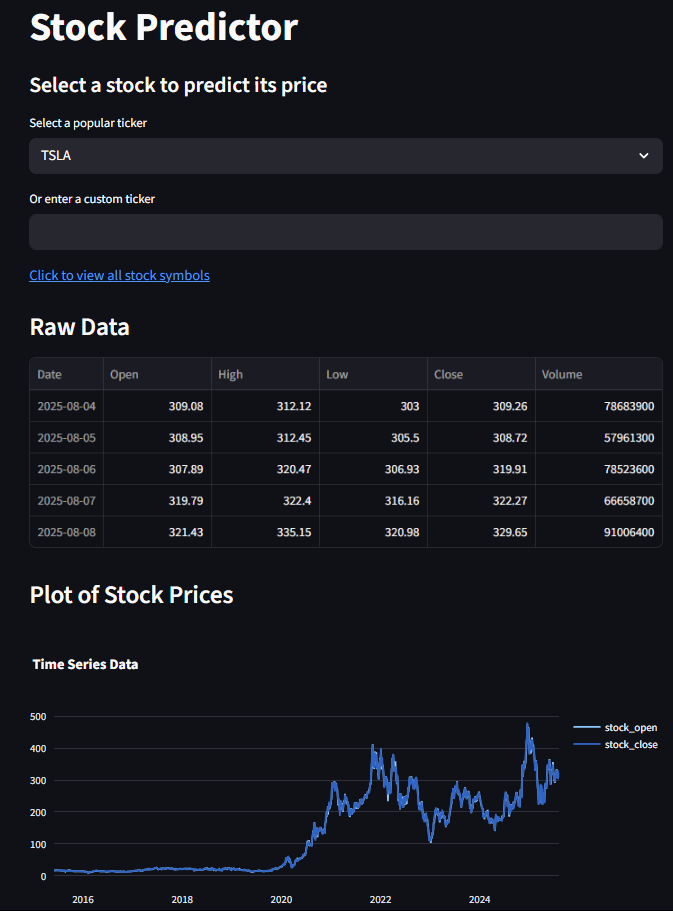 Stock Predictor
Select a stock to predict its price
Select a popular ticker
TSLA
Or enter a custom ticker
Click to view all stock symbols
Raw Data
Date Open High Low Close Volume
2025-08-04 309.08 312.12 303 309.26 78683900
2025-08-05 308.95 312.45 305.5 308.72 57961300
2025-08-06 307.89 320.47 306.93 319.91 78523600
2025-08-07 319.79 322.4 316.16 322.27 66658700
2025-08-08 321.43 335.15 320.98 329.65 91006400
Plot of Stock Prices
Time Series Data
500
stock_open
stock_close
400
300
200
100
0
2016 2018 2020 2022 2024